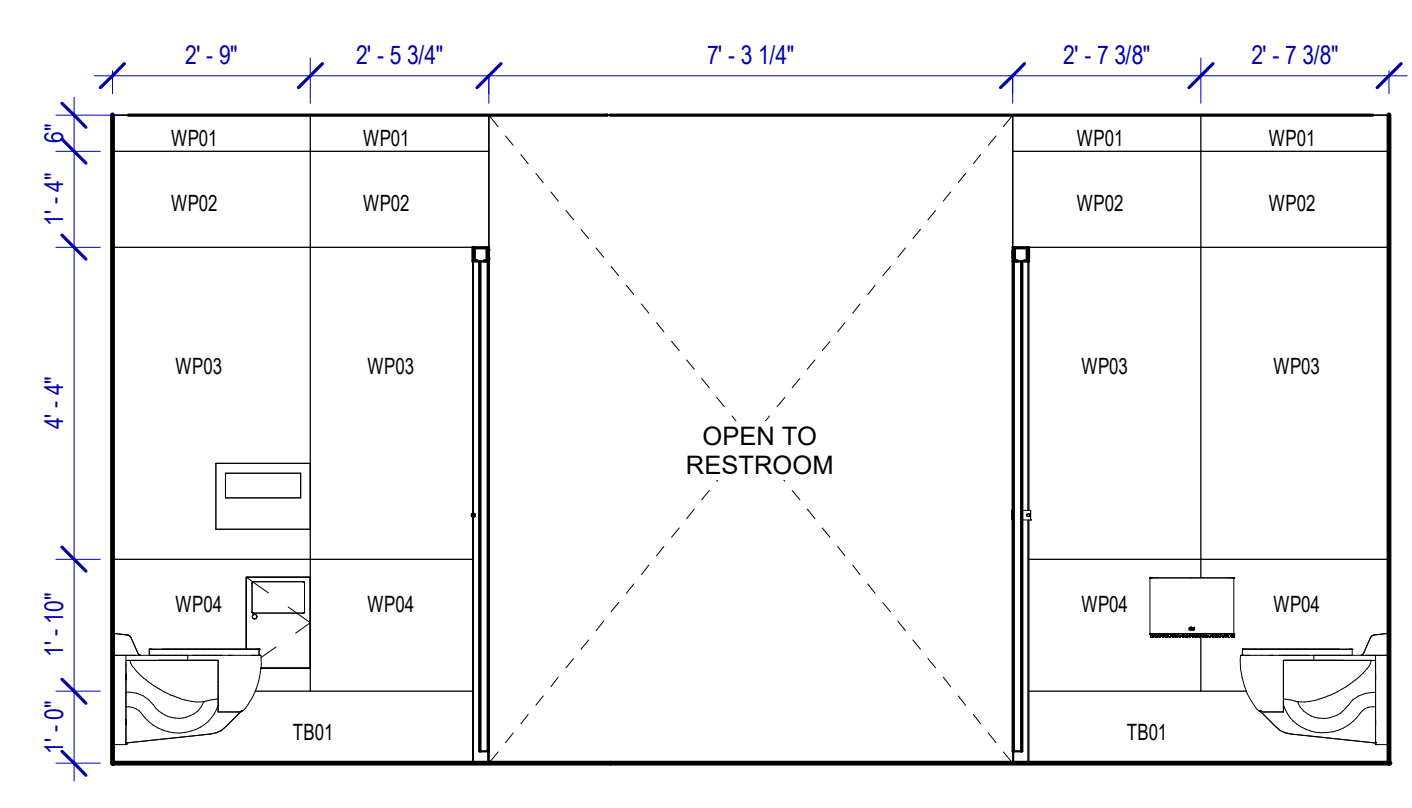 2' - 9" 2' - 5 3/4" 7' - 3 1/4" 2' - 7 3/8" 2' - 7 3/8"
6"
WP01 WP01 WP01 WP01
1' - 4"
WP02 WP02 WP02 WP02
4' - 4"
WP03 WP03 WP03 WP03
OPEN TO
RESTROOM
1' - 10"
WP04 WP04 WP04 WP04
1' - 0"
TB01 TB01